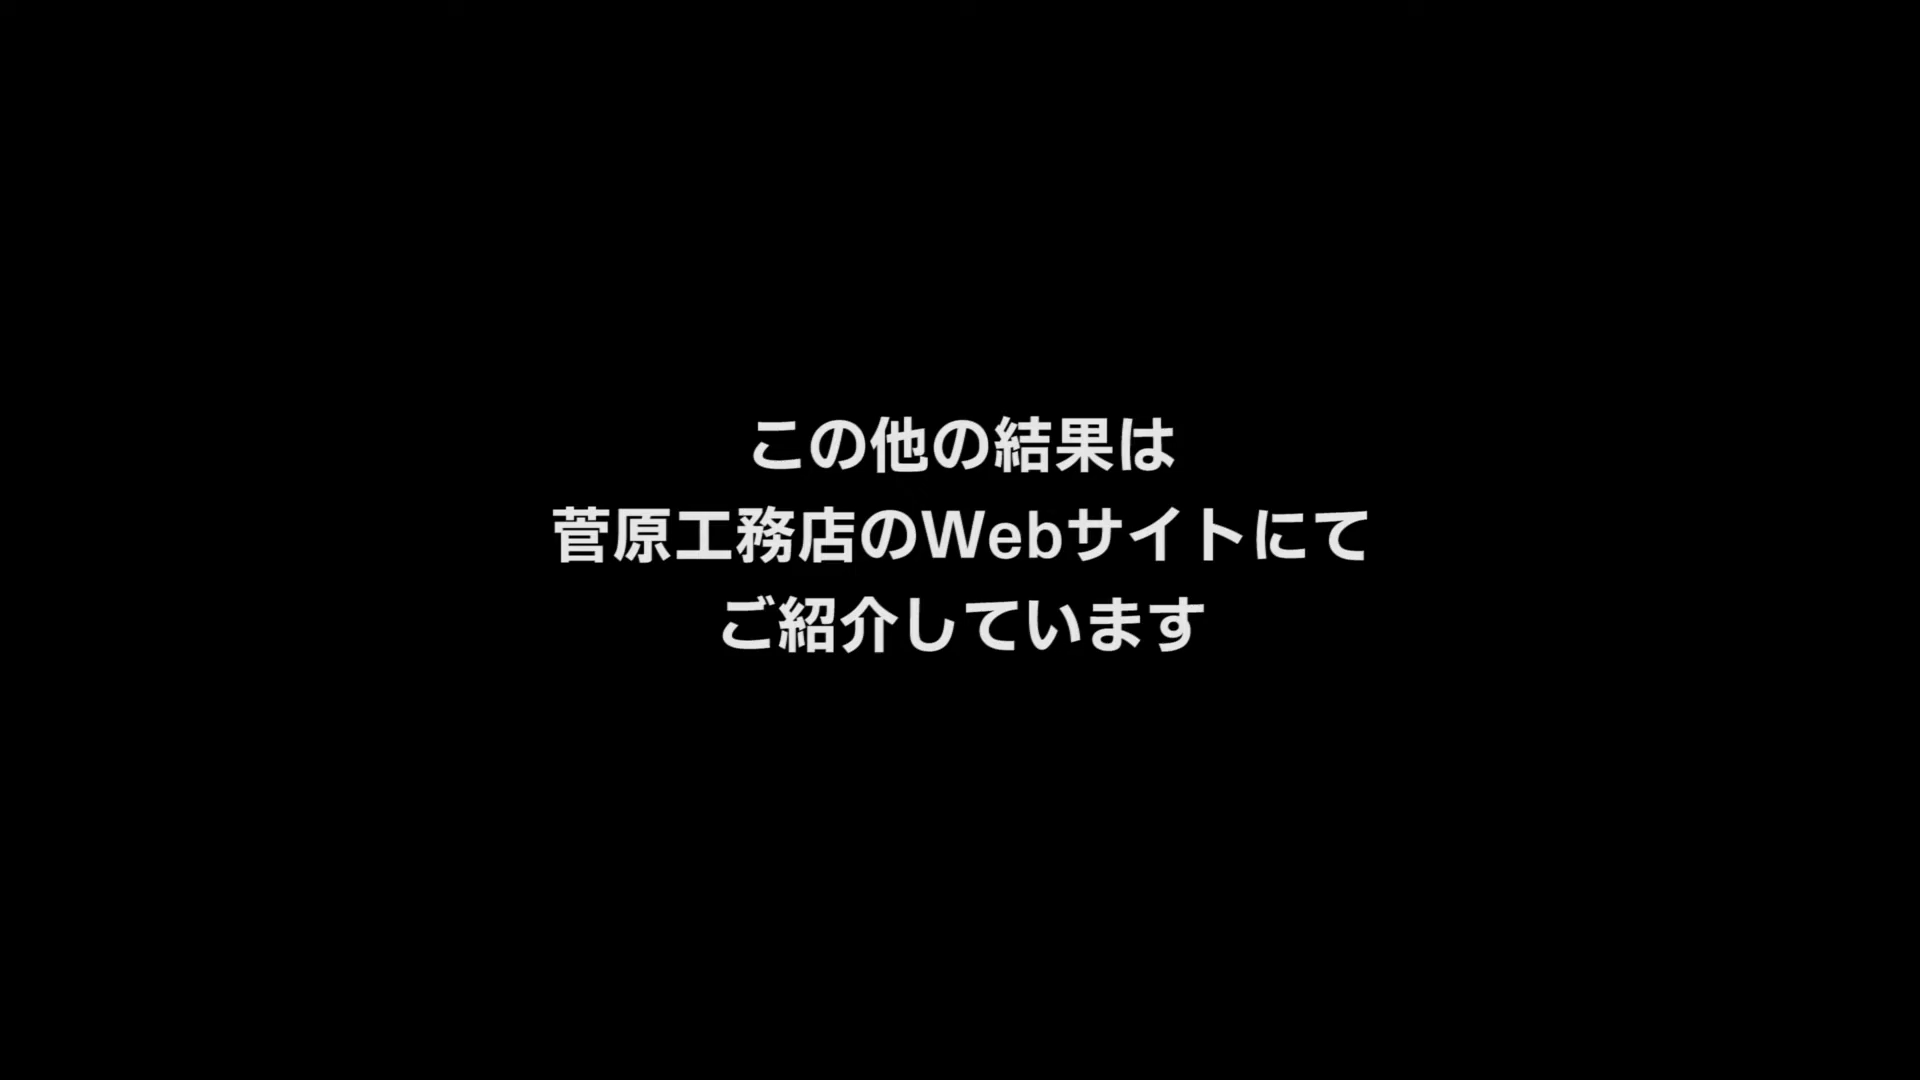 この他の結果は
菅原工務店のWebサイトにて
ご紹介しています